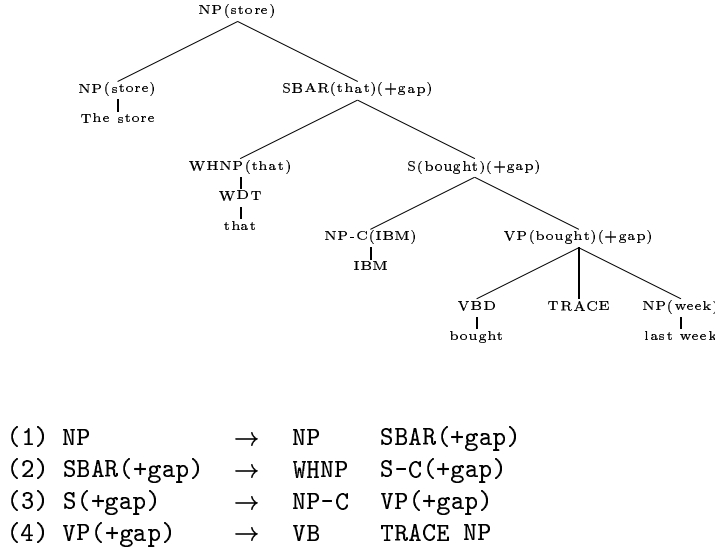 NP(store)
NP(store) SBAR(that)(+gap)
The store
WHNP(that) S(bought)(+gap)
WDT
that
NP-C(IBM) VP(bought)(+gap)
IBM
VBD TRACE NP(week)
bought last week
(1) NP → NP SBAR(+gap)
(2) SBAR(+gap) → WHNP S-C(+gap)
(3) S(+gap) → NP-C VP(+gap)
(4) VP(+gap) → VB TRACE NP